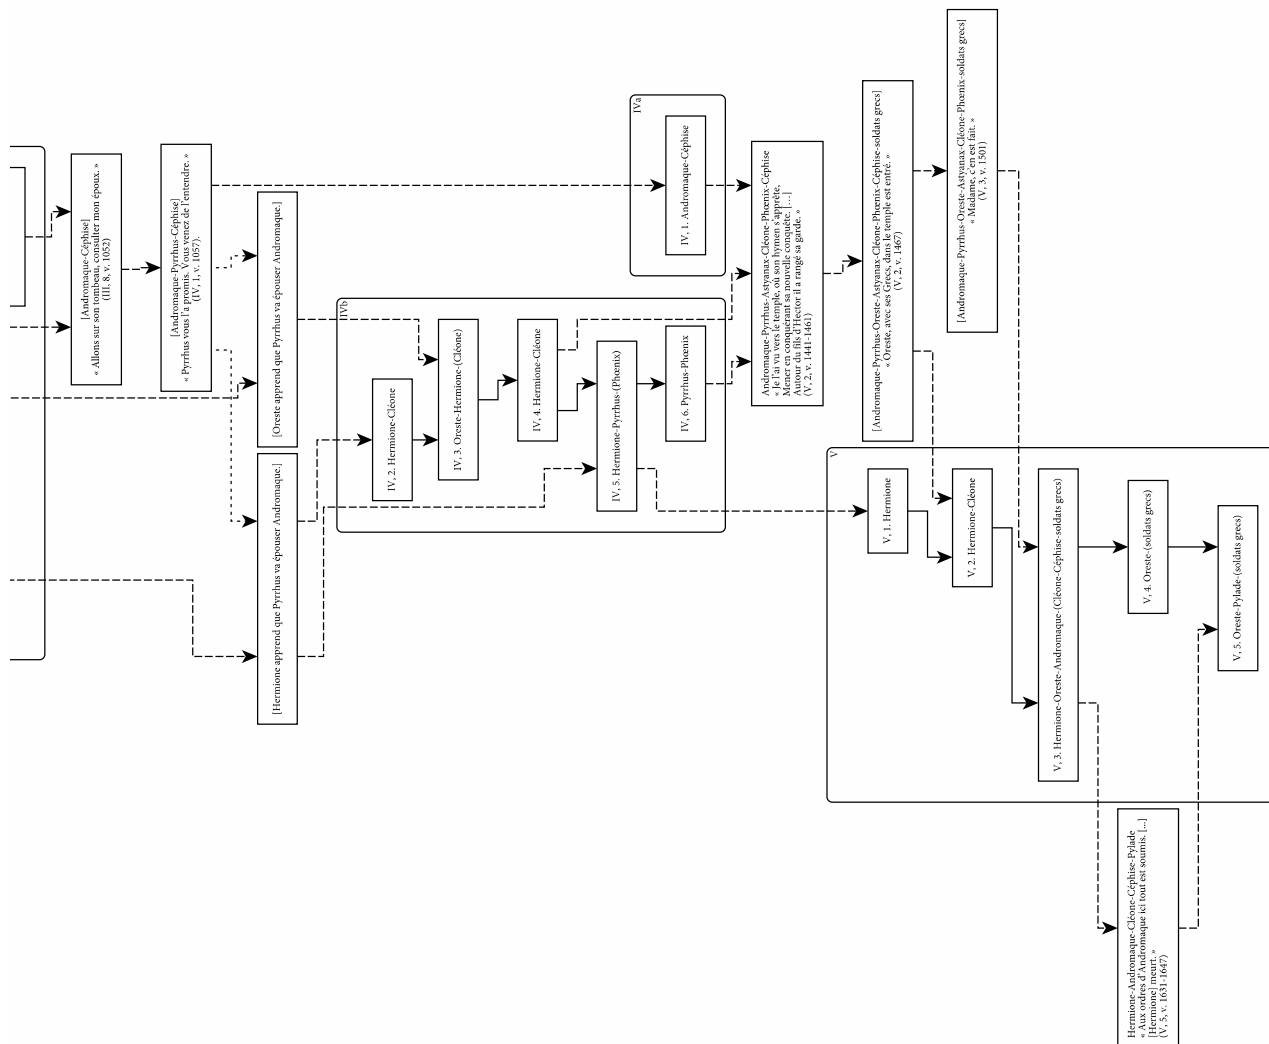 [Andromaque-Céphise]
« Allons sur son tombeau, consulter mon époux. »
(III, 8, v. 1052)
[Andromaque-Pyrrhus-Céphise]
« Pyrrhus vous l'a promis. Vous venez de l'entendre. »
(IV, 1, v. 1057).
[Oreste apprend que Pyrrhus va épouser Andromaque.]
[Hermione apprend que Pyrrhus va épouser Andromaque.]
IVb
IV, 2. Hermione-Cléone
IV, 3. Oreste-Hermione-(Cléone)
IV, 4. Hermione-Cléone
IV, 5. Hermione-Pyrrhus-(Phœnix)
IV, 6. Pyrrhus-Phœnix
IVa
IV, 1. Andromaque-Céphise
Andromaque-Pyrrhus-Astyanax-Cléone-Phœnix-Céphise
« Je l'ai vu vers le temple, où son hymen s'apprête,
Mener en conquérant sa nouvelle conquête. […]
Autour du fils d'Hector il a rangé sa garde. »
(V, 2, v. 1441-1461)
[Andromaque-Pyrrhus-Oreste-Astyanax-Cléone-Phœnix-Céphise-soldats grecs]
« Oreste, avec ses Grecs, dans le temple est entré. »
(V, 2, v. 1467)
[Andromaque-Pyrrhus-Oreste-Astyanax-Cléone-Phœnix-soldats grecs]
« Madame, c'en est fait. »
(V, 3, v. 1501)
V
V, 1. Hermione
V, 2. Hermione-Cléone
V, 3. Hermione-Oreste-Andromaque-(Cléone-Céphise-soldats grecs)
V, 4. Oreste-(soldats grecs)
V, 5. Oreste-Pylade-(soldats grecs)
Hermione-Andromaque-Cléone-Céphise-Pylade
« Aux ordres d'Andromaque ici tout est soumis. [...]
[Hermione] meurt. »
(V, 5, v. 1631-1647)